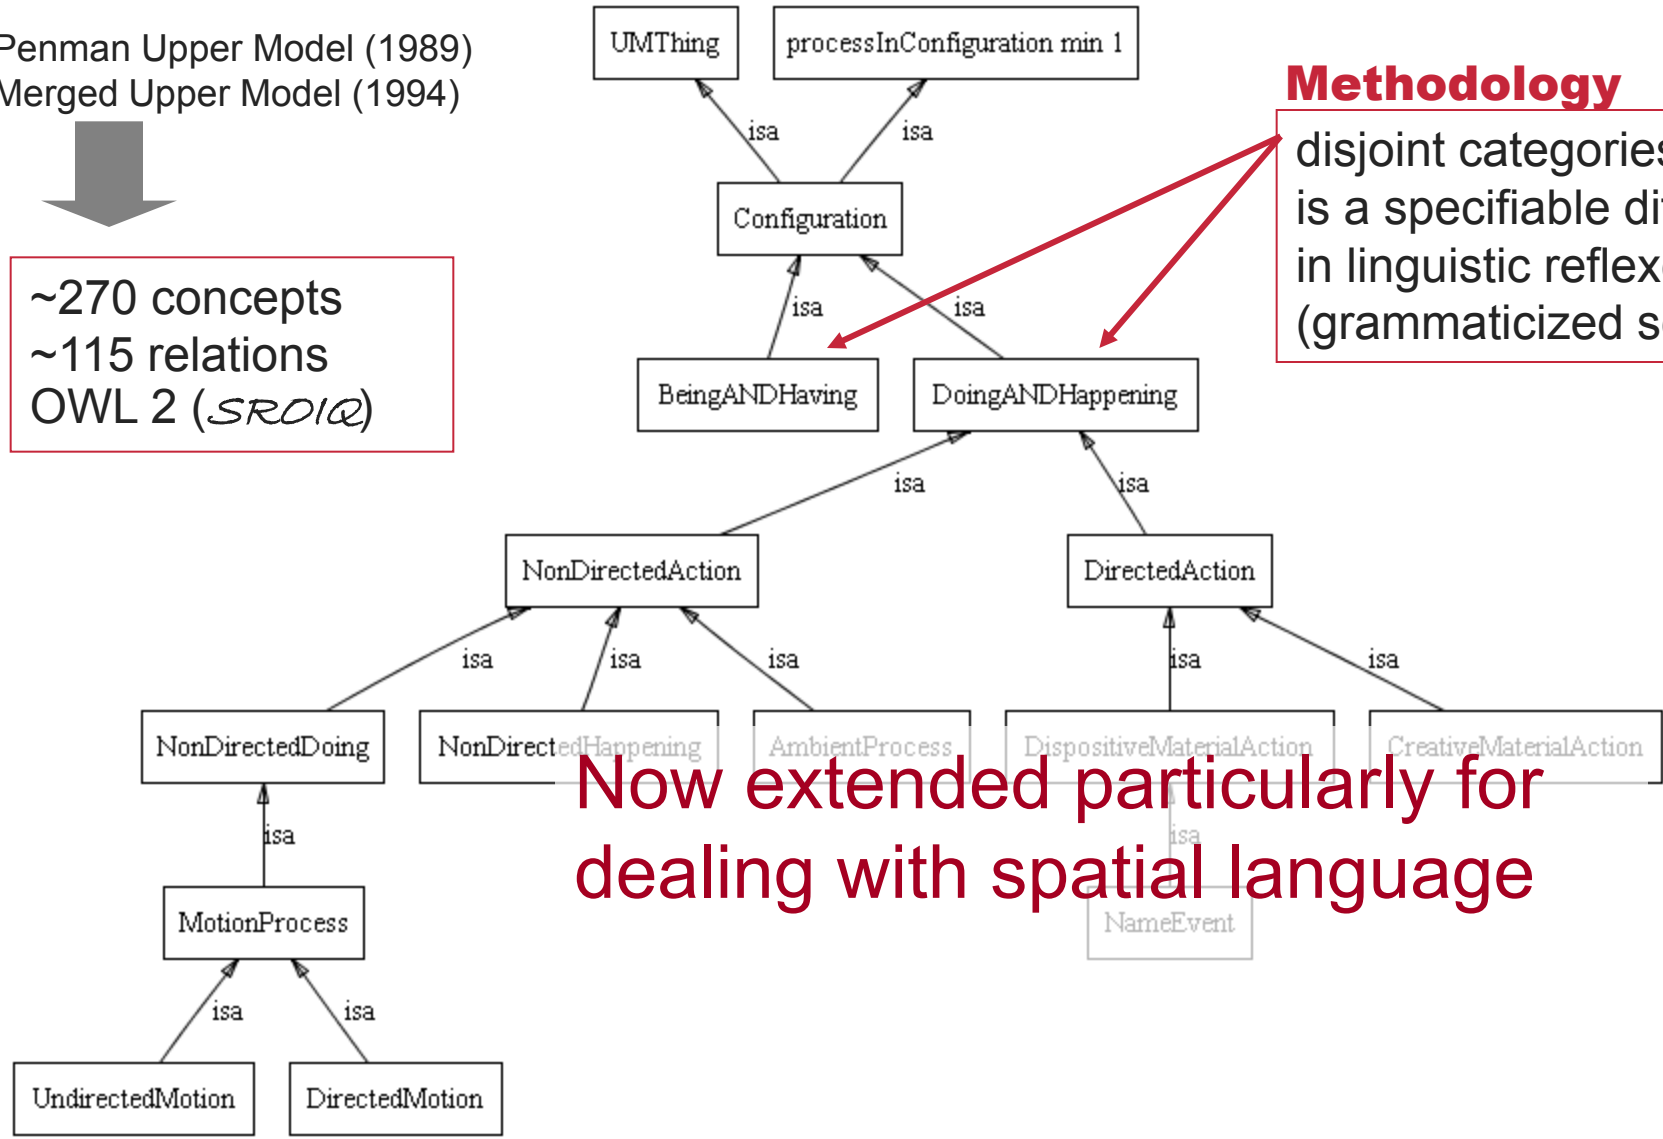 Penman Upper Model (1989)
Merged Upper Model (1994)
~270 concepts
~115 relations
OWL 2 (SROIQ)
UMThing
processInConfiguration min 1
Methodology
disjoint categories
is a specifiable
in linguistic
(grammaticized
isa
isa
Configuration
isa
isa
BeingANDHaving
DoingANDHappening
isa
isa
NonDirectedAction
DirectedAction
isa
isa
isa
isa
isa
NonDirectedDoing
NonDirectedHappening
AmbientProcess
DispositiveMaterialAction
CreativeMaterialAction
Now extended particularly for
dealing with spatial language
isa
isa
MotionProcess
NameEvent
isa
isa
UndirectedMotion
DirectedMotion